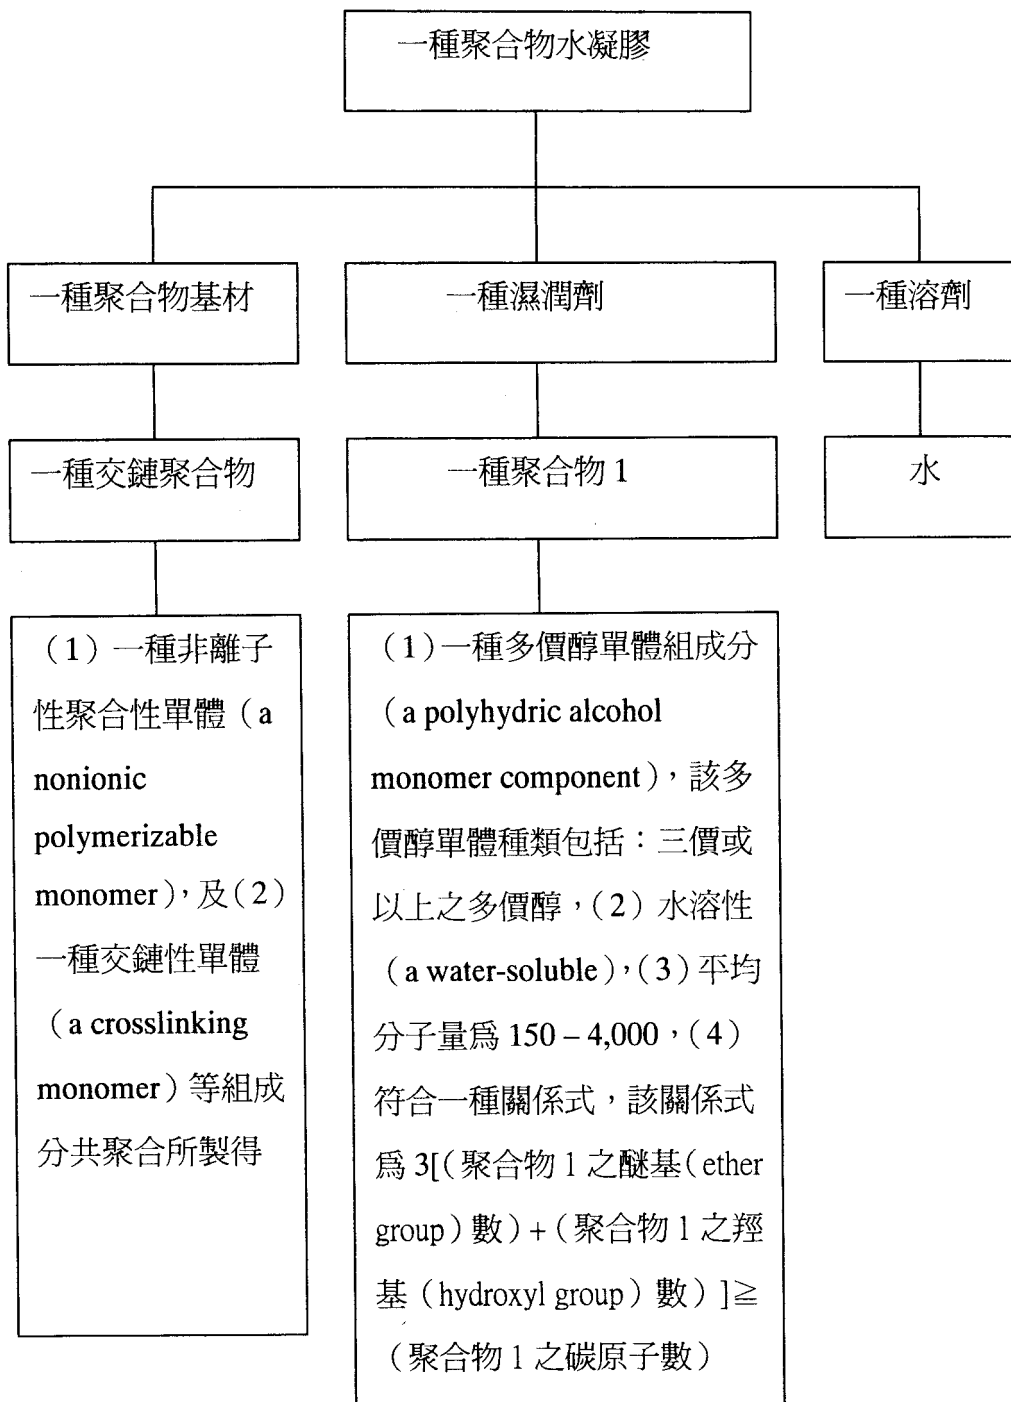 一種聚合物水凝膠
一種聚合物基材
一種濕潤劑
一種溶劑
一種交鏈聚合物
一種聚合物 1
水
（1）一種非離子
性聚合性單體（a
nonionic
polymerizable
monomer），及（2）
一種交鏈性單體
（a crosslinking
monomer）等組成
分共聚合所製得
（1）一種多價醇單體組成分
（a polyhydric alcohol
monomer component），該多
價醇單體種類包括：三價或
以上之多價醇，（2）水溶性
（a water-soluble），（3）平均
分子量爲 150 – 4,000，（4）
符合一種關係式，該關係式
爲 3[（聚合物 1 之醚基（ether
group）數）+（聚合物 1 之羥
基（hydroxyl group）數）]≧
（聚合物 1 之碳原子數）